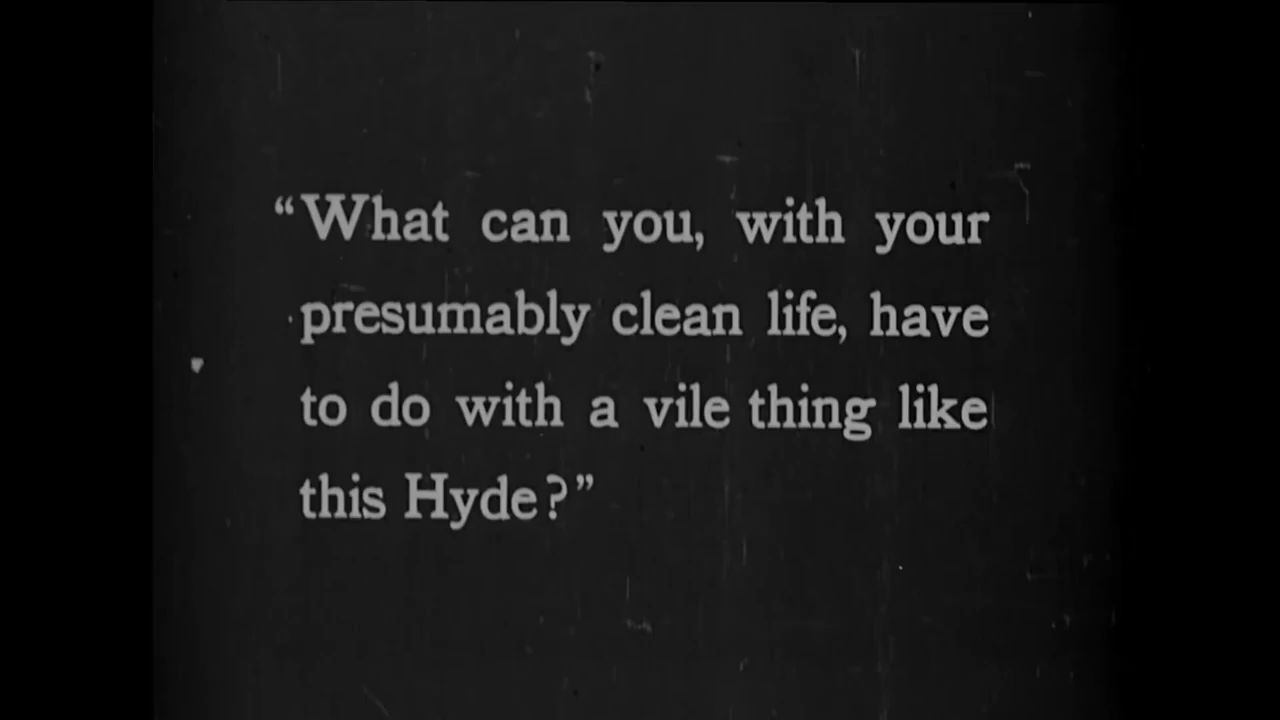 “What can you, with your
presumably clean life, have
to do with a vile thing like
this Hyde?”